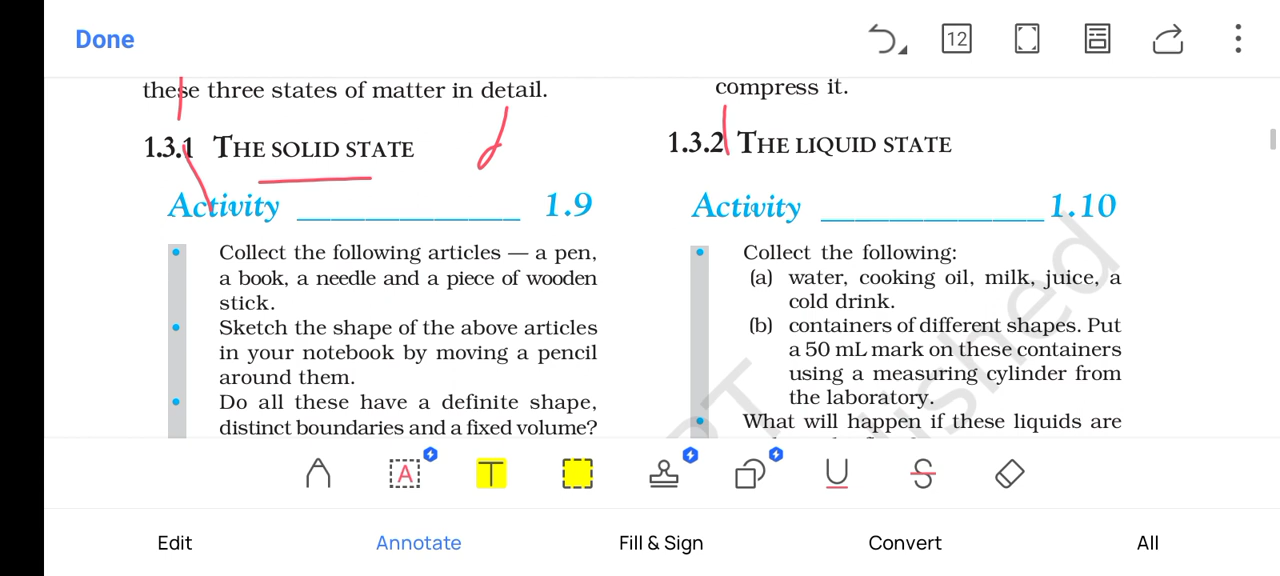 Done
12
these three states of matter in detail.
1.3.1 THE SOLID STATE
Activity ______________ 1.9
• Collect the following articles — a pen,
a book, a needle and a piece of wooden
stick.
• Sketch the shape of the above articles
in your notebook by moving a pencil
around them.
• Do all these have a definite shape,
distinct boundaries and a fixed volume?
compress it.
1.3.2 THE LIQUID STATE
Activity ______________ 1.10
• Collect the following:
(a) water, cooking oil, milk, juice, a
cold drink.
(b) containers of different shapes. Put
a 50 mL mark on these containers
using a measuring cylinder from
the laboratory.
• What will happen if these liquids are
A
T
U
S
Edit
Annotate
Fill & Sign
Convert
All